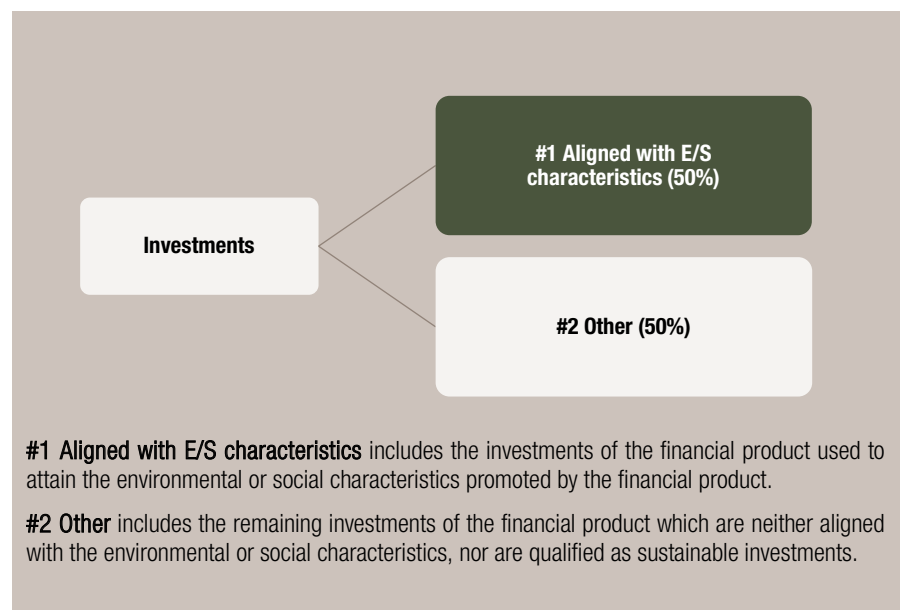 #1 Aligned with E/S
characteristics (50%)
Investments
#2 Other (50%)
#1 Aligned with E/S characteristics includes the investments of the financial product used to
attain the environmental or social characteristics promoted by the financial product.
#2 Other includes the remaining investments of the financial product which are neither aligned
with the environmental or social characteristics, nor are qualified as sustainable investments.